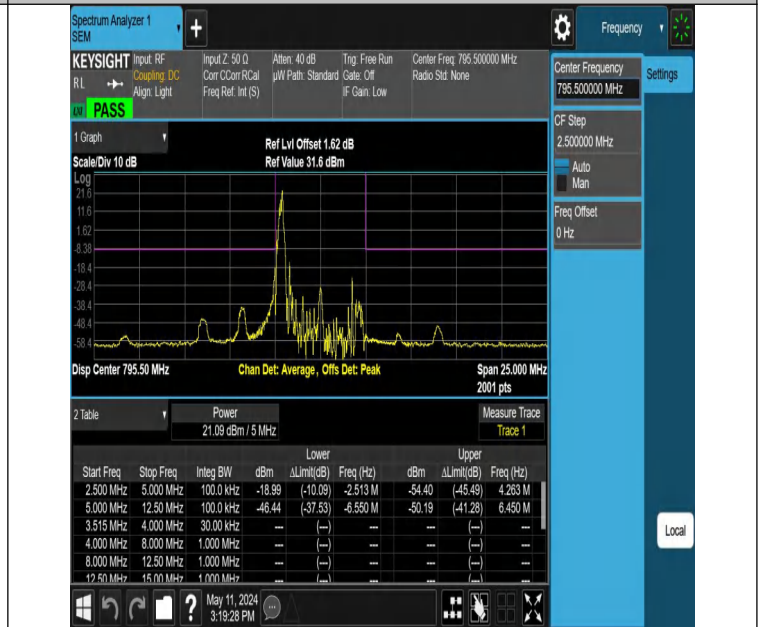 Spectrum Analyzer 1
SEM
+
Frequency
KEYSIGHT
RL
LXI
PASS
Input: RF
Coupling: DC
Align: Light
Input Z: 50 Ω
Corr CCorr RCal
Freq Ref: Int (S)
Atten: 40 dB
µW Path: Standard
Trig: Free Run
Gate: Off
IF Gain: Low
Center Freq: 795.500000 MHz
Radio Std: None
Center Frequency
795.500000 MHz
Settings
CF Step
2.500000 MHz
Auto
Man
Freq Offset
0 Hz
1 Graph
Scale/Div 10 dB
Ref Lvl Offset 1.62 dB
Ref Value 31.6 dBm
Log
21.6
11.6
1.62
-8.38
-18.4
-28.4
-38.4
-48.4
-58.4
Disp Center 795.50 MHz
Chan Det: Average, Offs Det: Peak
Span 25.000 MHz
2001 pts
2 Table
Power
21.09 dBm / 5 MHz
Measure Trace
Trace 1
Lower Upper
Start Freq Stop Freq Integ BW dBm ΔLimit(dB) Freq (Hz) dBm ΔLimit(dB) Freq (Hz)
2.500 MHz 5.000 MHz 100.0 kHz -18.99 (-10.09) -2.513 M -54.40 (-45.49) 4.263 M
5.000 MHz 12.50 MHz 100.0 kHz -46.44 (-37.53) -6.550 M -50.19 (-41.28) 6.450 M
3.515 MHz 4.000 MHz 30.00 kHz --- (---) --- --- (---) ---
4.000 MHz 8.000 MHz 1.000 MHz --- (---) --- --- (---) ---
8.000 MHz 12.50 MHz 1.000 MHz --- (---) --- --- (---) ---
12.50 MHz 15.00 MHz 1.000 MHz --- (---) --- --- (---) ---
Local
?
May 11, 2024
3:19:28 PM